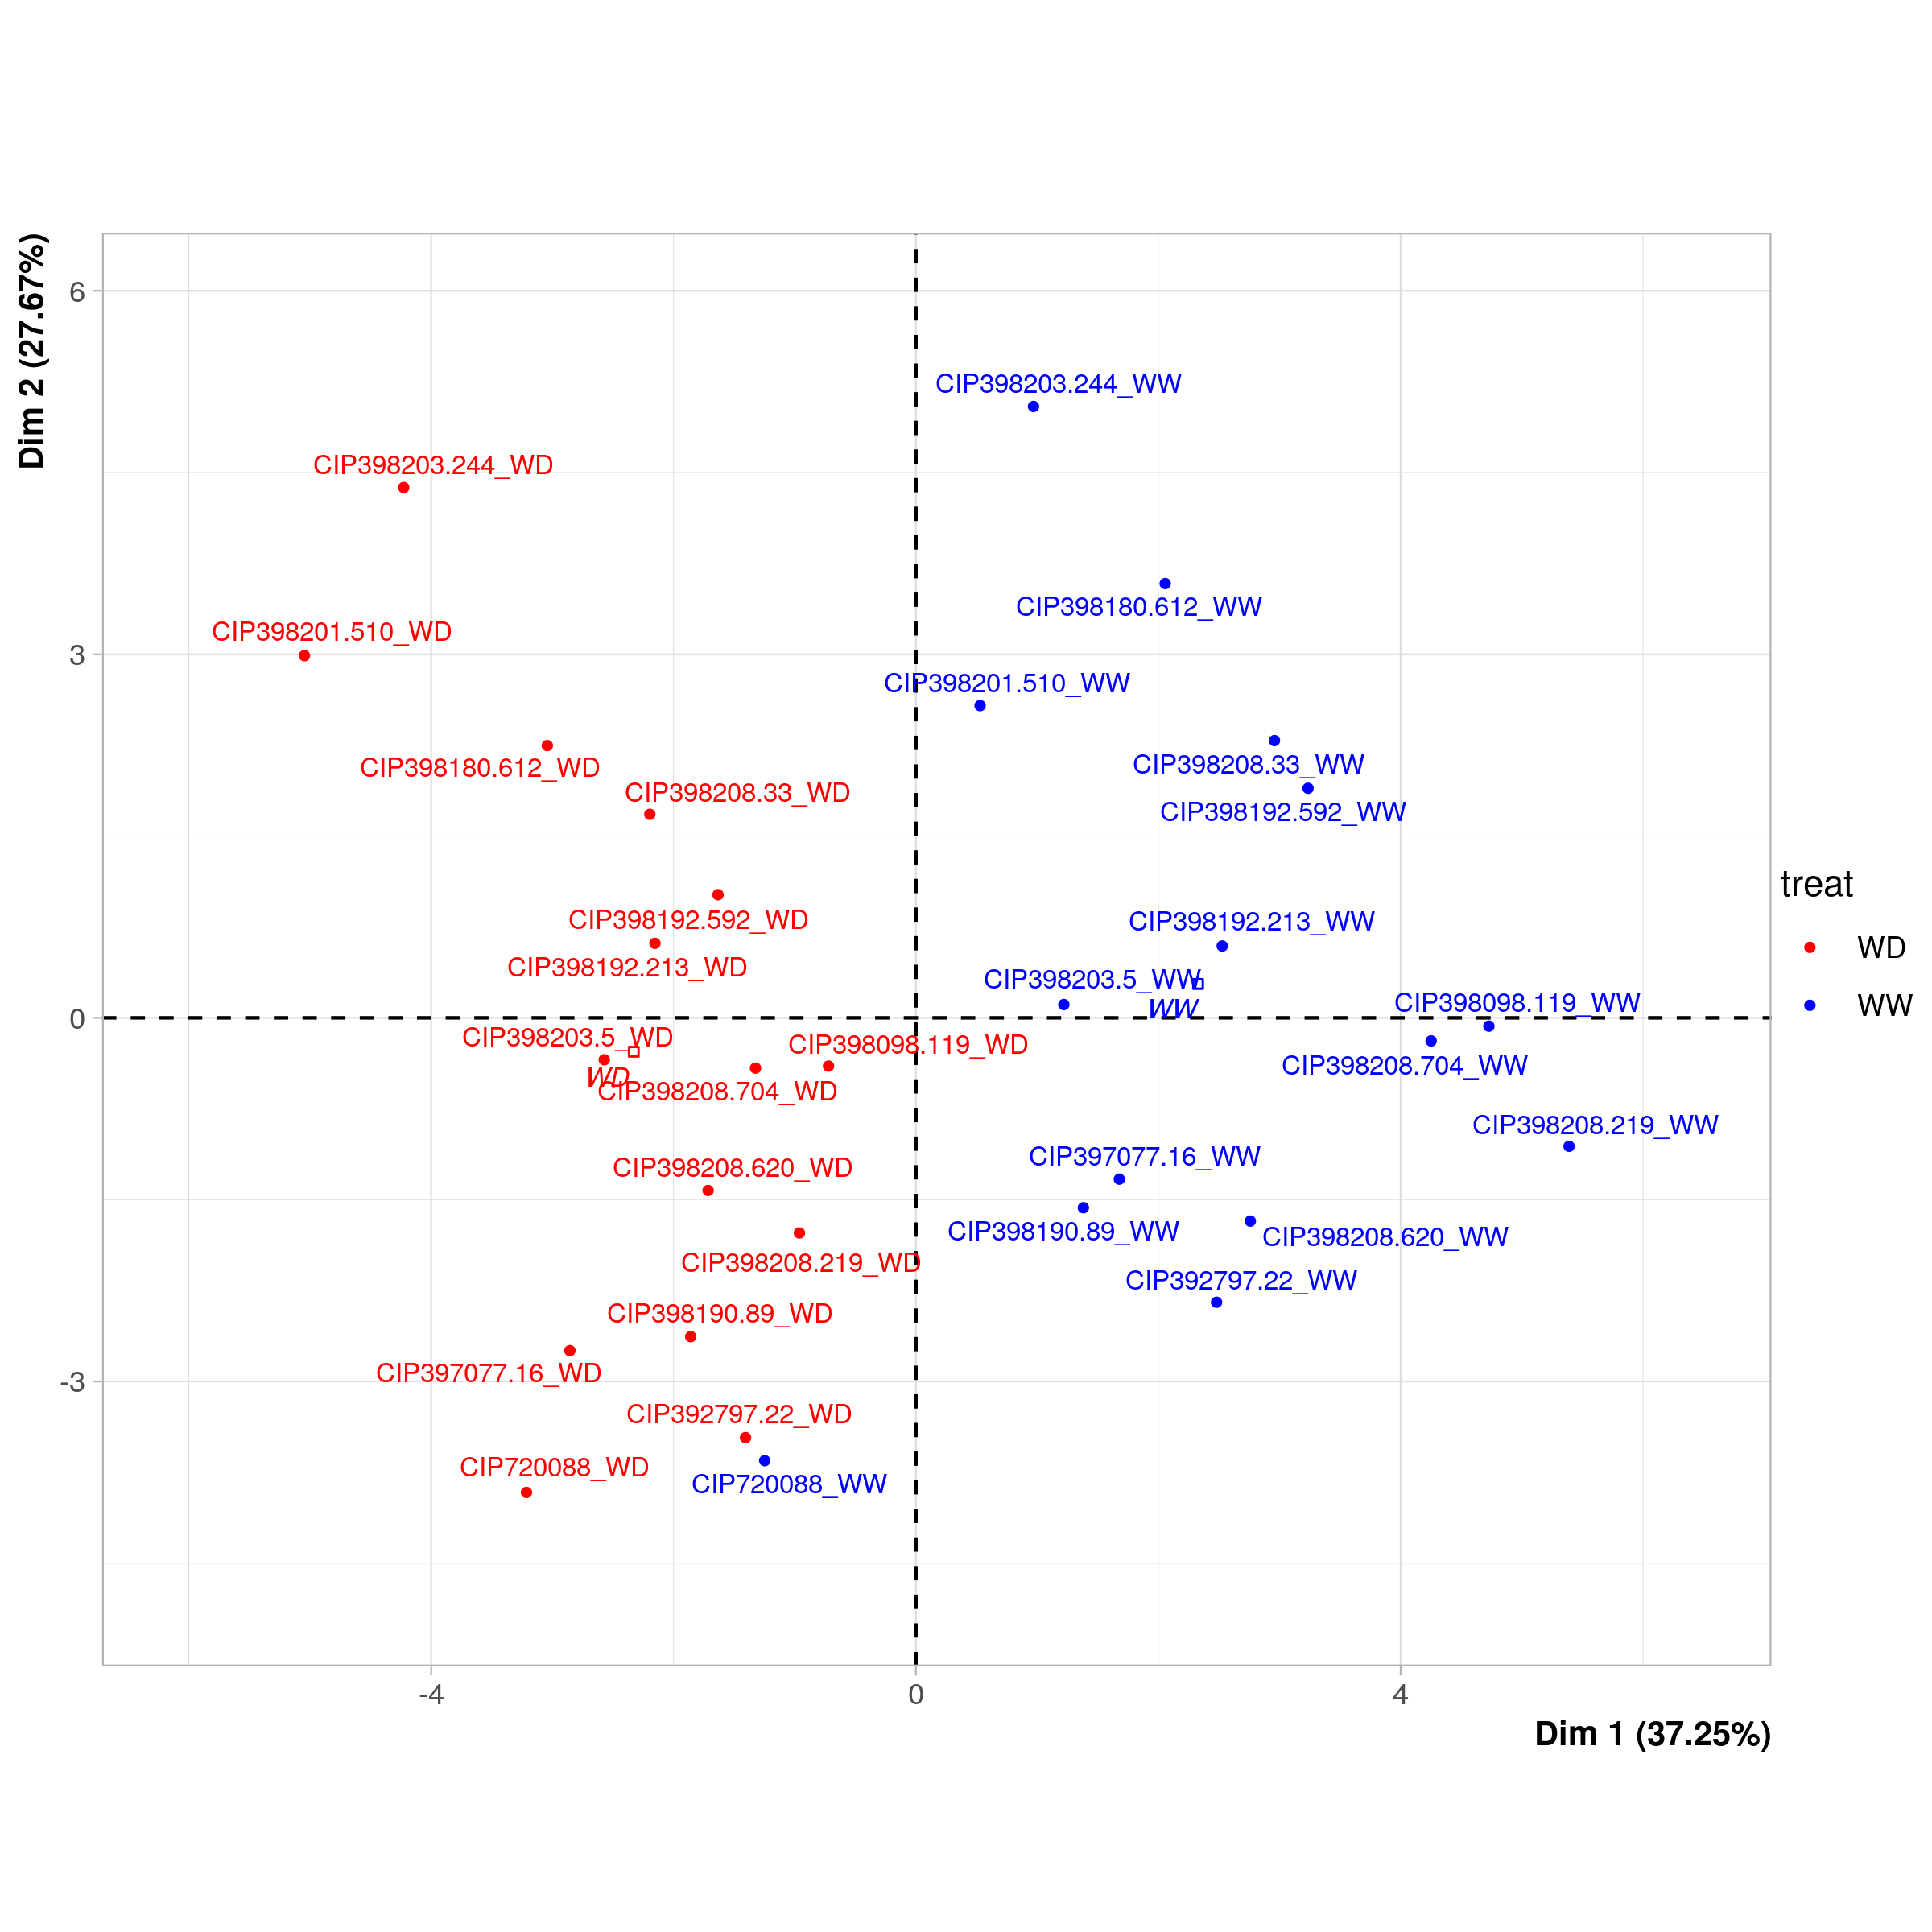 Dim 2 (27.67%)
6
3
0
-3
CIP398203.244_WW
CIP398203.244_WD
CIP398180.612_WW
CIP398201.510_WD
CIP398201.510_WW
CIP398180.612_WD
CIP398208.33_WW
CIP398208.33_WD
CIP398192.592_WW
CIP398192.592_WD
CIP398192.213_WW
CIP398192.213_WD
CIP398203.5_WW
WW
CIP398098.119_WW
CIP398203.5_WD
CIP398098.119_WD
WD
CIP398208.704_WW
CIP398208.704_WD
CIP398208.219_WW
CIP397077.16_WW
CIP398208.620_WD
CIP398190.89_WW
CIP398208.620_WW
CIP398208.219_WD
CIP392797.22_WW
CIP398190.89_WD
CIP397077.16_WD
CIP392797.22_WD
CIP720088_WD
CIP720088_WW
treat
WD
WW
-4
0
4
Dim 1 (37.25%)